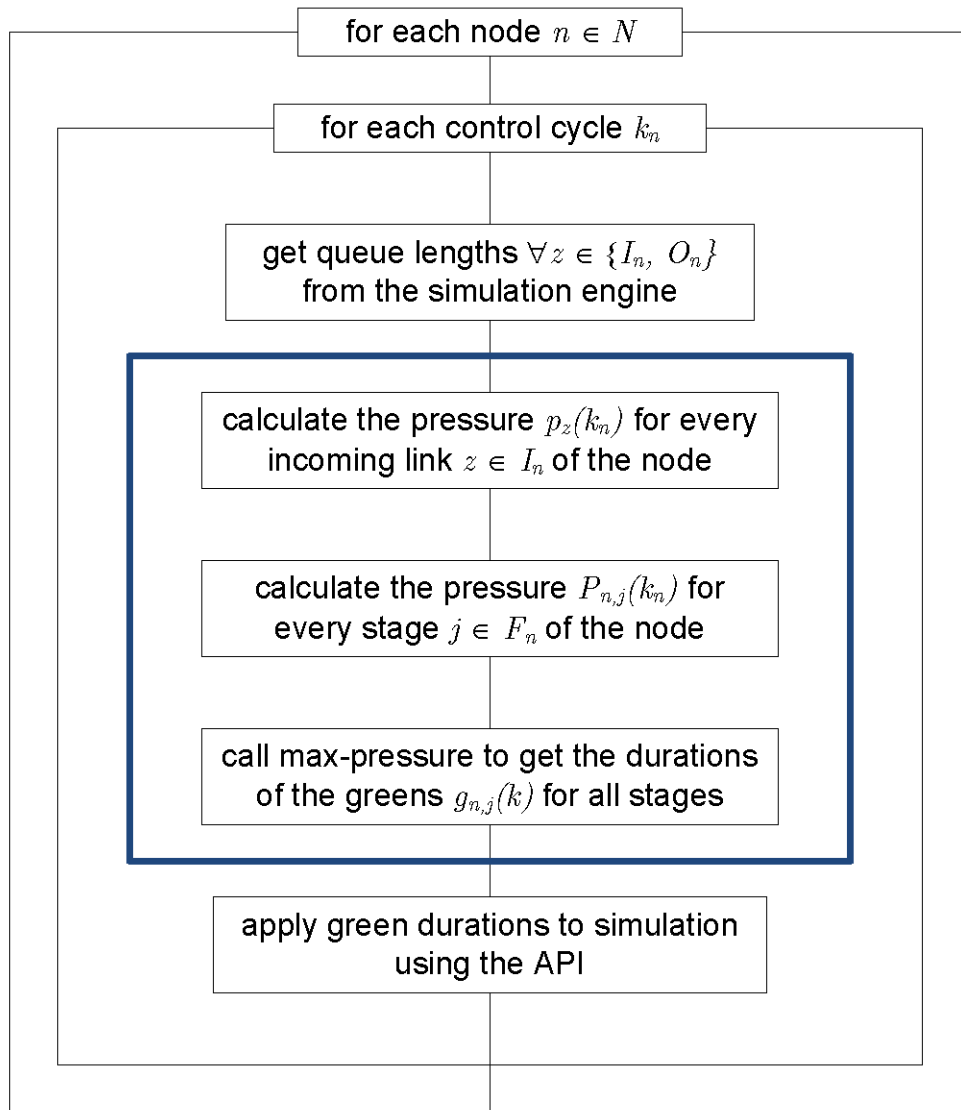 for each node n ∈ N
for each control cycle kₙ
get queue lengths ∀ z ∈ {Iₙ, Oₙ}
from the simulation engine
calculate the pressure p_z(kₙ) for every
incoming link z ∈ Iₙ of the node
calculate the pressure P_{n,j}(kₙ) for
every stage j ∈ Fₙ of the node
call max-pressure to get the durations
of the greens g_{n,j}(k) for all stages
apply green durations to simulation
using the API